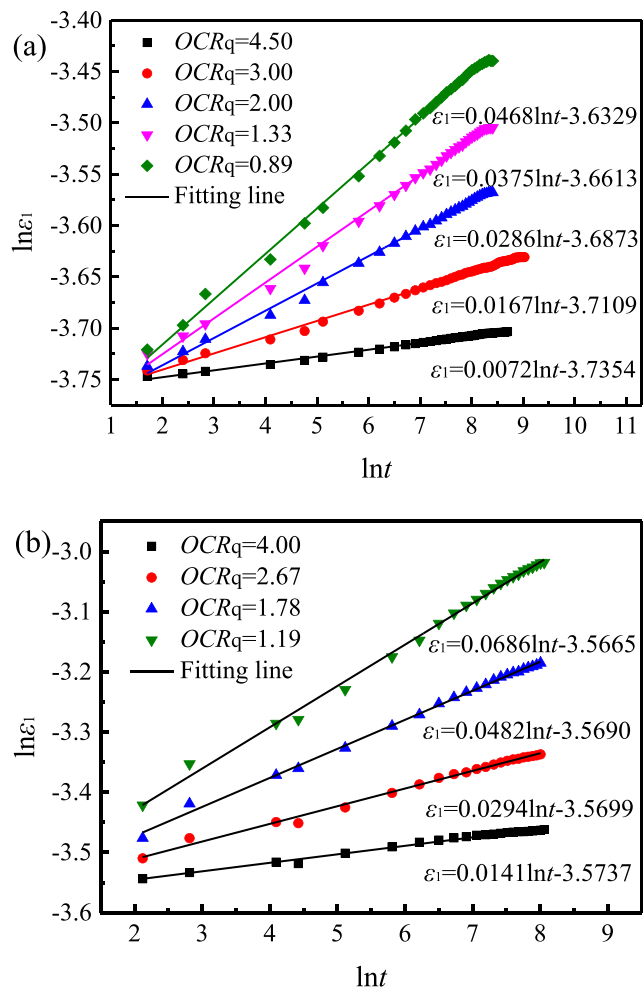 (a)
OCRq=4.50
OCRq=3.00
OCRq=2.00
OCRq=1.33
OCRq=0.89
Fitting line
-3.40
-3.45
-3.50
-3.55
-3.60
-3.65
-3.70
-3.75
lnε1
ε1=0.0468lnt-3.6329
ε1=0.0375lnt-3.6613
ε1=0.0286lnt-3.6873
ε1=0.0167lnt-3.7109
ε1=0.0072lnt-3.7354
1 2 3 4 5 6 7 8 9 10 11
lnt
(b)
OCRq=4.00
OCRq=2.67
OCRq=1.78
OCRq=1.19
Fitting line
-3.0
-3.1
-3.2
-3.3
-3.4
-3.5
-3.6
lnε1
ε1=0.0686lnt-3.5665
ε1=0.0482lnt-3.5690
ε1=0.0294lnt-3.5699
ε1=0.0141lnt-3.5737
2 3 4 5 6 7 8 9
lnt